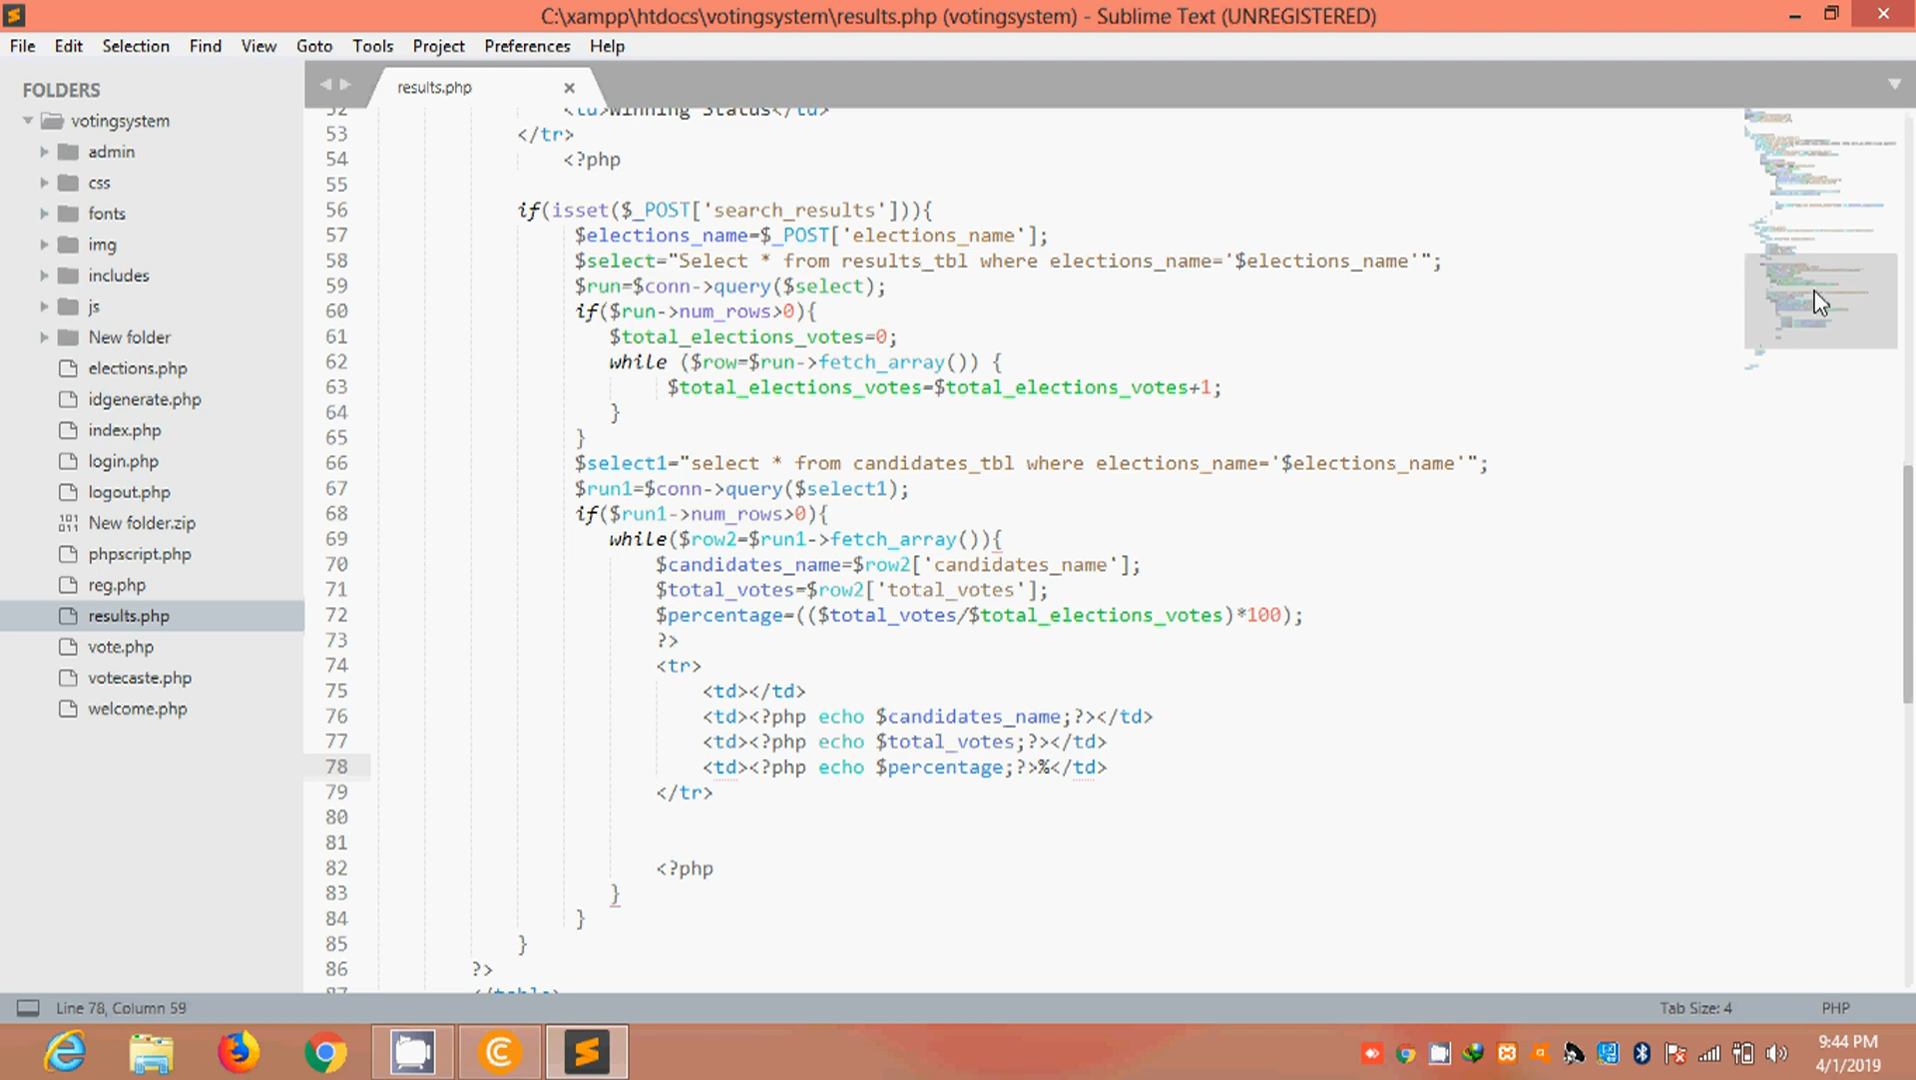 C:\xampp\htdocs\votingsystem\results.php (votingsystem) - Sublime Text (UNREGISTERED)
File Edit Selection Find View Goto Tools Project Preferences Help
FOLDERS
votingsystem
admin
css
fonts
img
includes
js
New folder
elections.php
idgenerate.php
index.php
login.php
logout.php
New folder.zip
phpscript.php
reg.php
results.php
vote.php
votecaste.php
welcome.php
results.php
52 <td>Winning Status</td>
53 </tr>
54 <?php
55
56 if(isset($_POST['search_results'])){
57 $elections_name=$_POST['elections_name'];
58 $select="Select * from results_tbl where elections_name='$elections_name'";
59 $run=$conn->query($select);
60 if($run->num_rows>0){
61 $total_elections_votes=0;
62 while ($row=$run->fetch_array()) {
63 $total_elections_votes=$total_elections_votes+1;
64 }
65 }
66 $select1="select * from candidates_tbl where elections_name='$elections_name'";
67 $run1=$conn->query($select1);
68 if($run1->num_rows>0){
69 while($row2=$run1->fetch_array()){
70 $candidates_name=$row2['candidates_name'];
71 $total_votes=$row2['total_votes'];
72 $percentage=(($total_votes/$total_elections_votes)*100);
73 ?>
74 <tr>
75 <td></td>
76 <td><?php echo $candidates_name;?></td>
77 <td><?php echo $total_votes;?></td>
78 <td><?php echo $percentage;?>%</td>
79 </tr>
80
81
82 <?php
83 }
84 }
85 }
86 ?>
87 </table>
Line 78, Column 59
Tab Size: 4
PHP
9:44 PM
4/1/2019